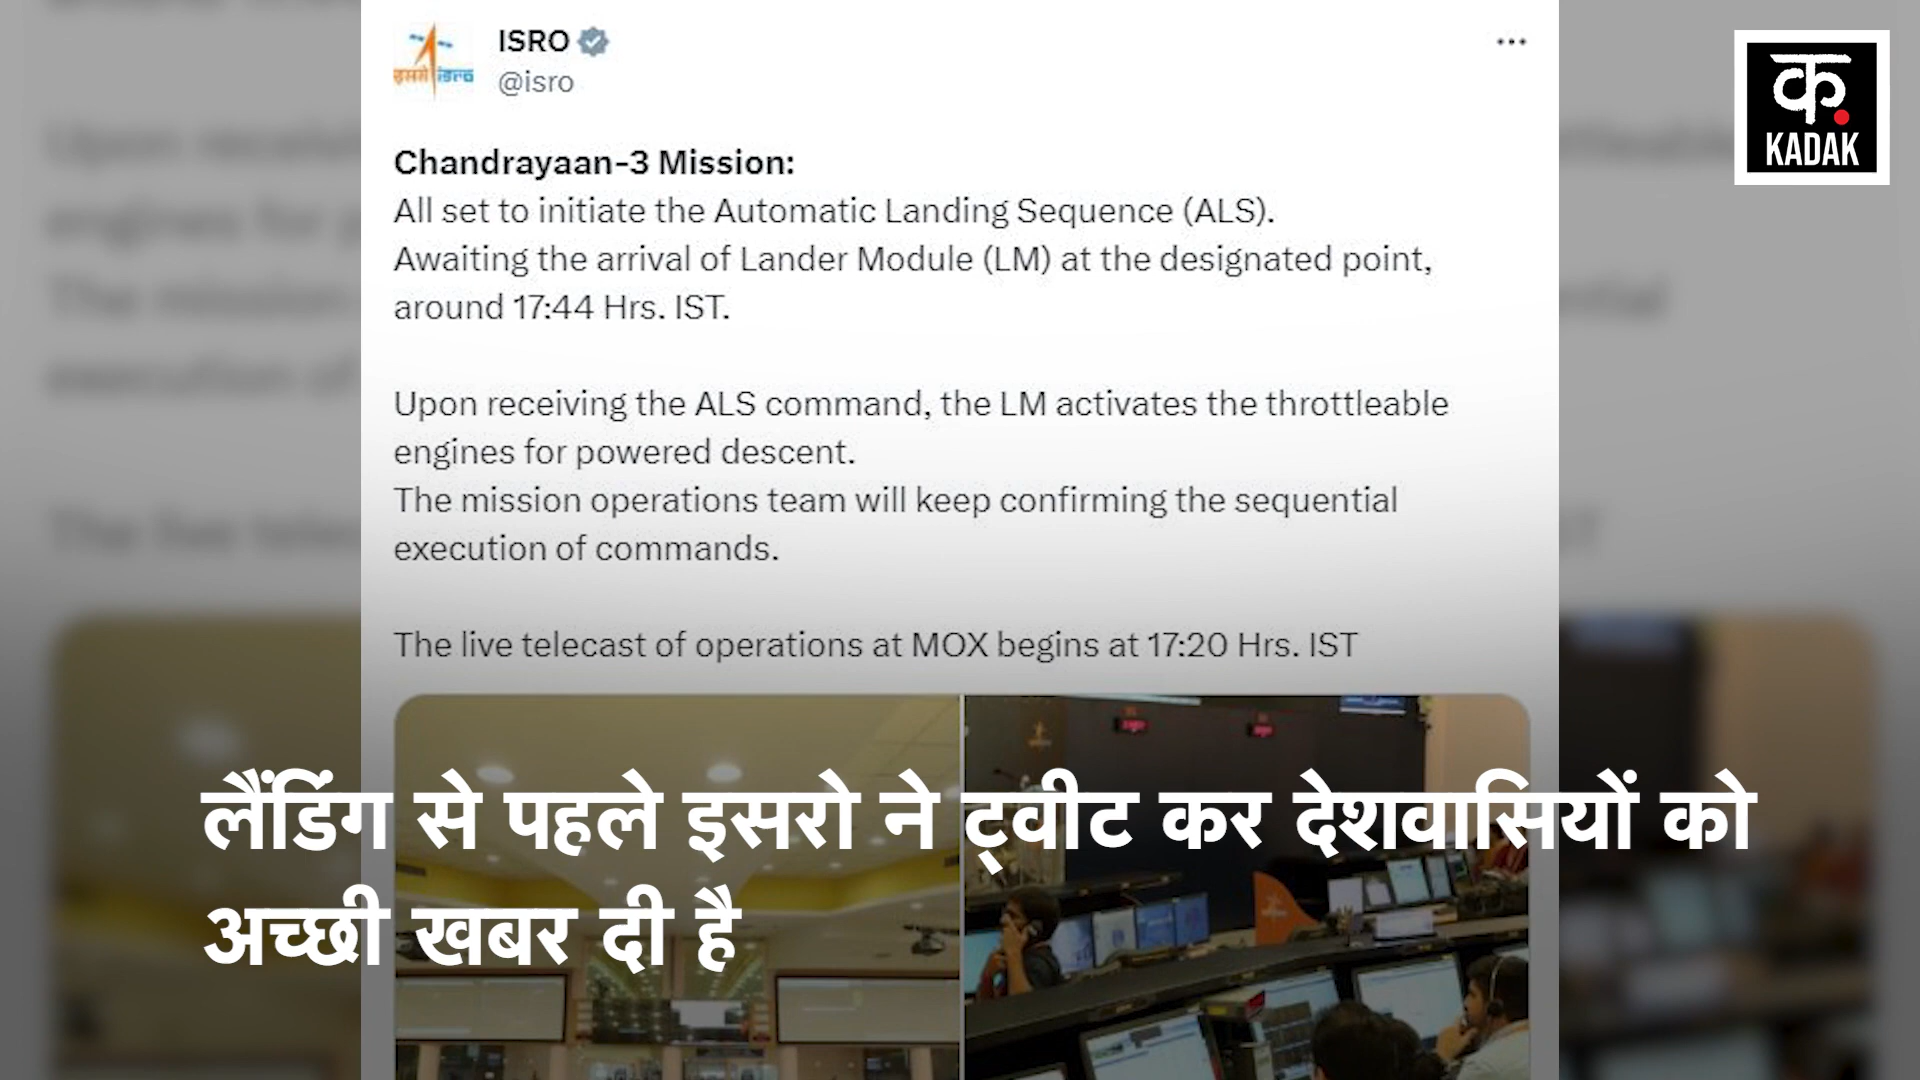 ISRO
@isro
इसरो isro
Chandrayaan-3 Mission:
All set to initiate the Automatic Landing Sequence (ALS).
Awaiting the arrival of Lander Module (LM) at the designated point,
around 17:44 Hrs. IST.
Upon receiving the ALS command, the LM activates the throttleable
engines for powered descent.
The mission operations team will keep confirming the sequential
execution of commands.
The live telecast of operations at MOX begins at 17:20 Hrs. IST
क
KADAK
लैंडिंग से पहले इसरो ने ट्वीट कर देशवासियों को
अच्छी खबर दी है